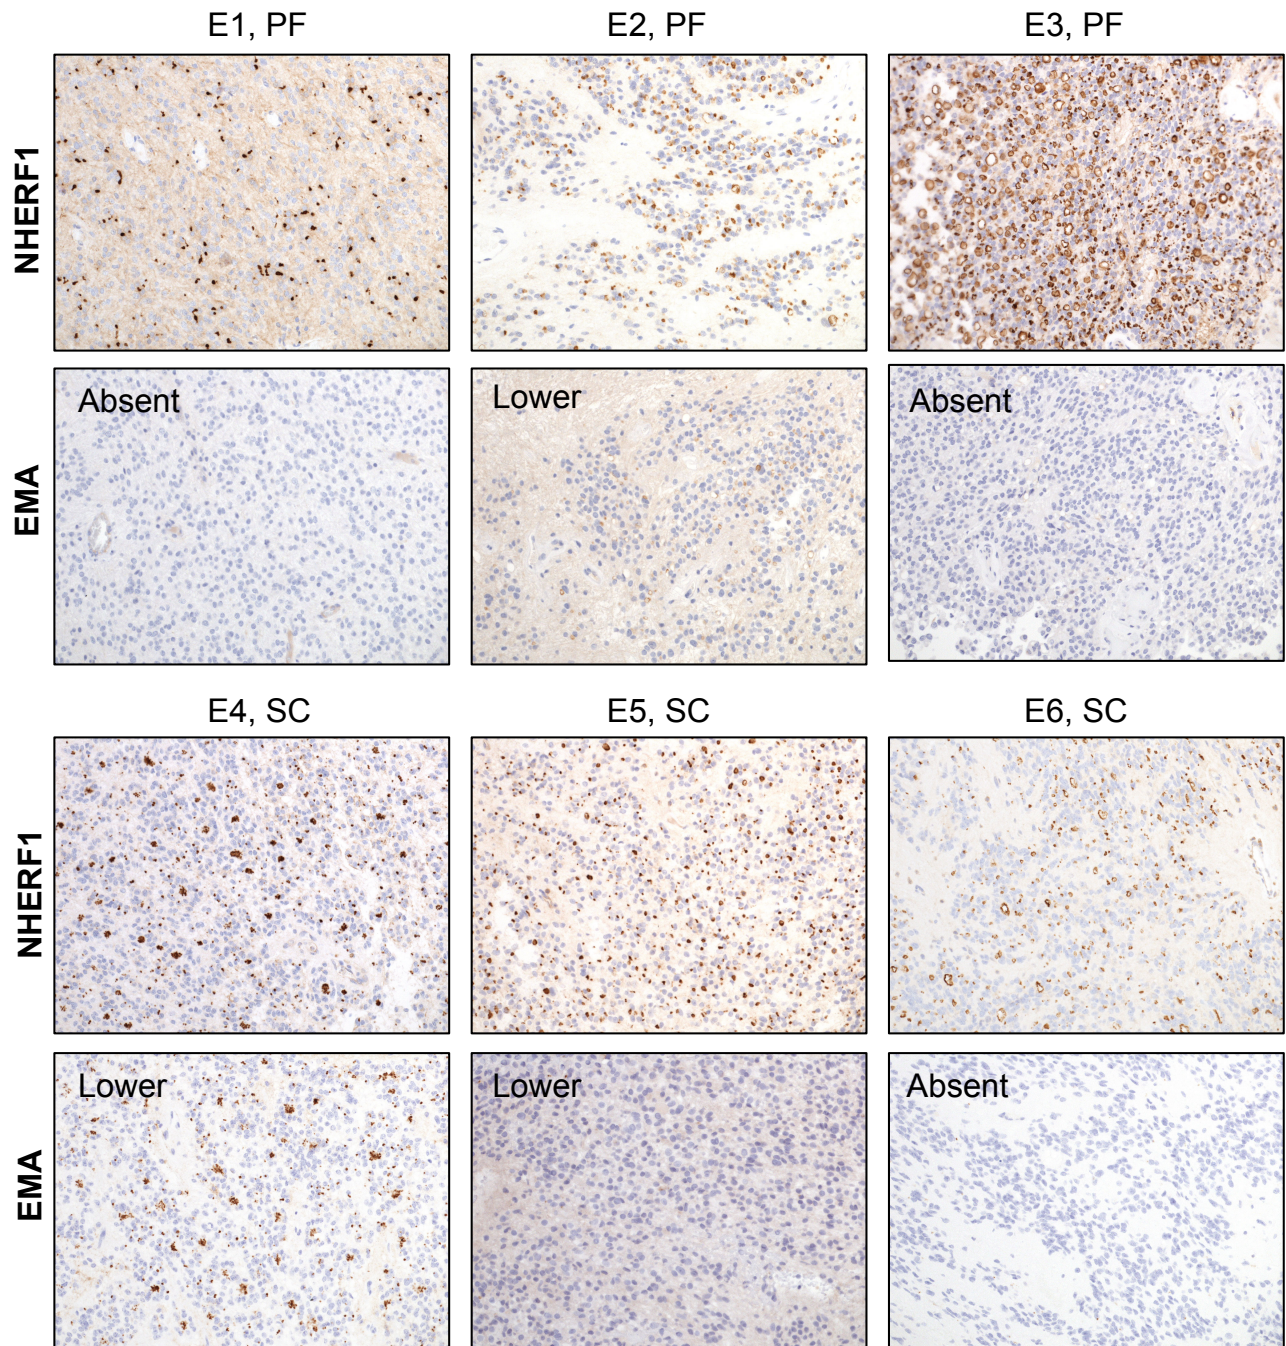 E1, PF
E2, PF
E3, PF
NHERF1
Absent
Lower
Absent
EMA
E4, SC
E5, SC
E6, SC
NHERF1
Lower
Lower
Absent
EMA